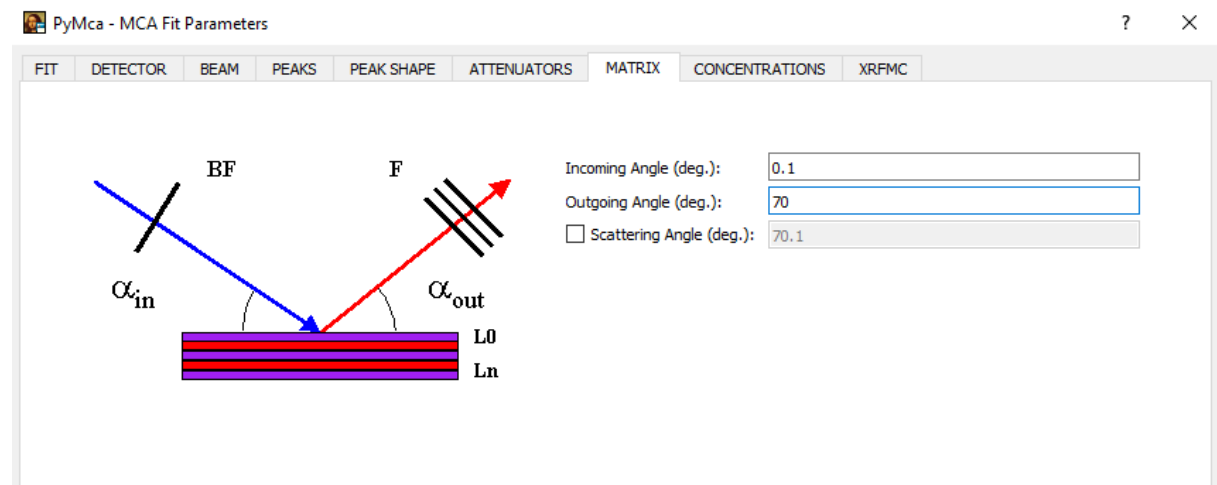 PyMca - MCA Fit Parameters ? ×
FIT DETECTOR BEAM PEAKS PEAK SHAPE ATTENUATORS MATRIX CONCENTRATIONS XRFMC
BF F
Incoming Angle (deg.): 0.1
Outgoing Angle (deg.): 70
Scattering Angle (deg.): 70.1
αin αout
L0
Ln